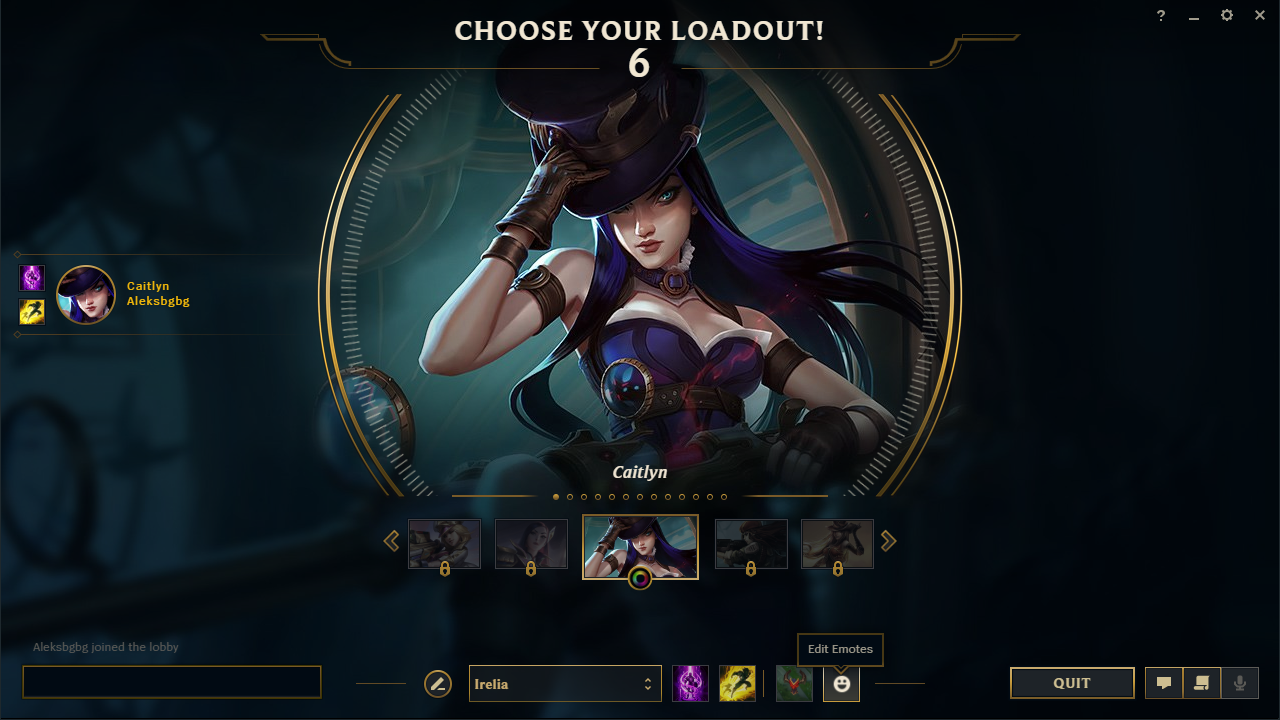 CHOOSE YOUR LOADOUT!
6
?
Caitlyn
Aleksbgbg
Caitlyn
Aleksbgbg joined the lobby
Edit Emotes
Irelia
QUIT